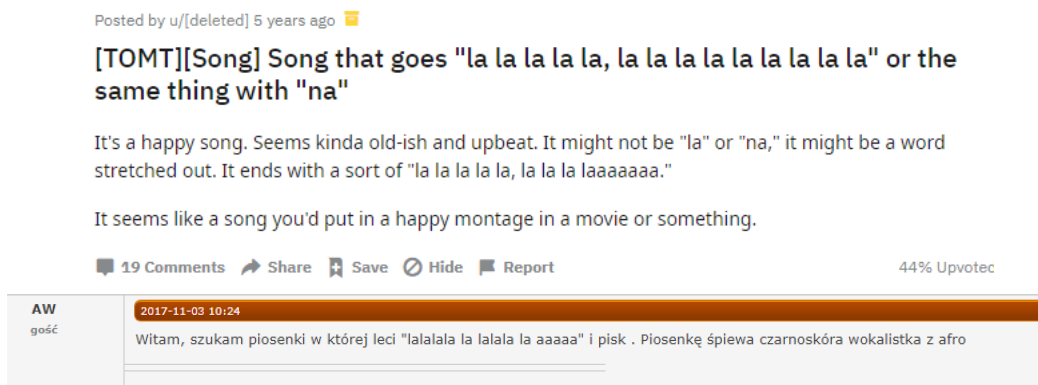 Posted by u/[deleted] 5 years ago
[TOMT][Song] Song that goes "la la la la la, la la la la la la la la la" or the
same thing with "na"
It's a happy song. Seems kinda old-ish and upbeat. It might not be "la" or "na," it might be a word
stretched out. It ends with a sort of "la la la la la, la la la laaaaaaa."
It seems like a song you'd put in a happy montage in a movie or something.
19 Comments Share Save Hide Report 44% Upvotec
AW 2017-11-03 10:24
gość
Witam, szukam piosenki w której leci "lalalala la lalala la aaaaa" i pisk . Piosenkę śpiewa czarnoskóra wokalistka z afro